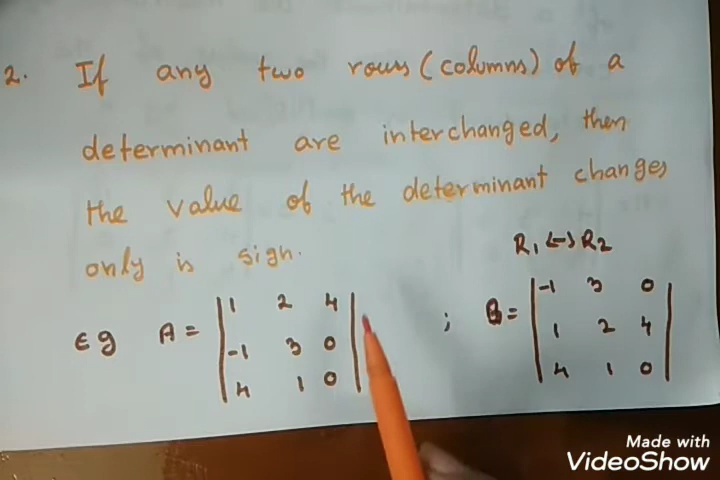 2. If any two rows (columns) of a
determinant are interchanged, then
the value of the determinant changes
only is sign.
R1 ↔ R2
Eg A = | 1 2 4 | ; B = | -1 3 0 |
| -1 3 0 | | 1 2 4 |
| 4 1 0 | | 4 1 0 |
Made with
VideoShow